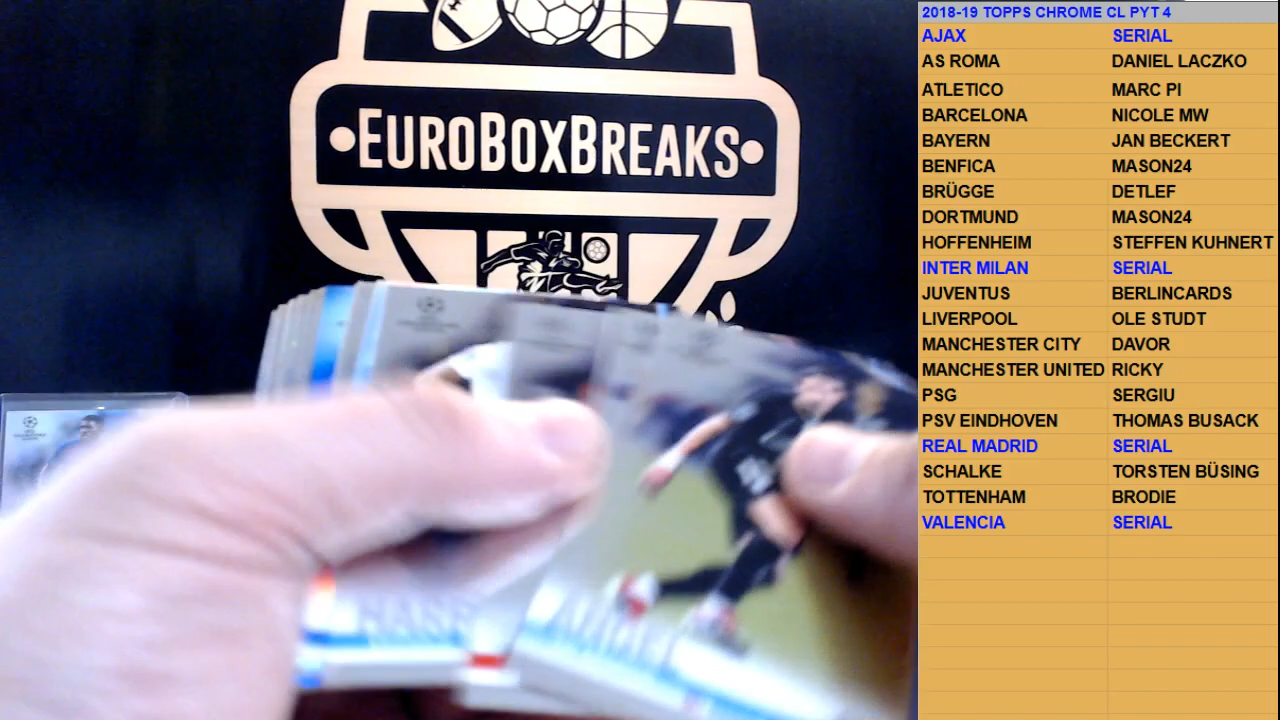 EUROBOXBREAKS
2018-19 TOPPS CHROME CL PYT 4
AJAX SERIAL
AS ROMA DANIEL LACZKO
ATLETICO MARC PI
BARCELONA NICOLE MW
BAYERN JAN BECKERT
BENFICA MASON24
BRÜGGE DETLEF
DORTMUND MASON24
HOFFENHEIM STEFFEN KUHNERT
INTER MILAN SERIAL
JUVENTUS BERLINCARDS
LIVERPOOL OLE STUDT
MANCHESTER CITY DAVOR
MANCHESTER UNITED RICKY
PSG SERGIU
PSV EINDHOVEN THOMAS BUSACK
REAL MADRID SERIAL
SCHALKE TORSTEN BÜSING
TOTTENHAM BRODIE
VALENCIA SERIAL